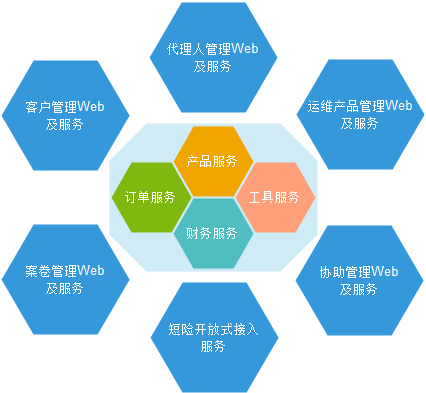 代理人管理Web
及服务
客户管理Web
及服务
运维产品管理Web
及服务
产品服务
订单服务
工具服务
财务服务
案卷管理Web
及服务
协助管理Web
及服务
短险开放式接入
服务